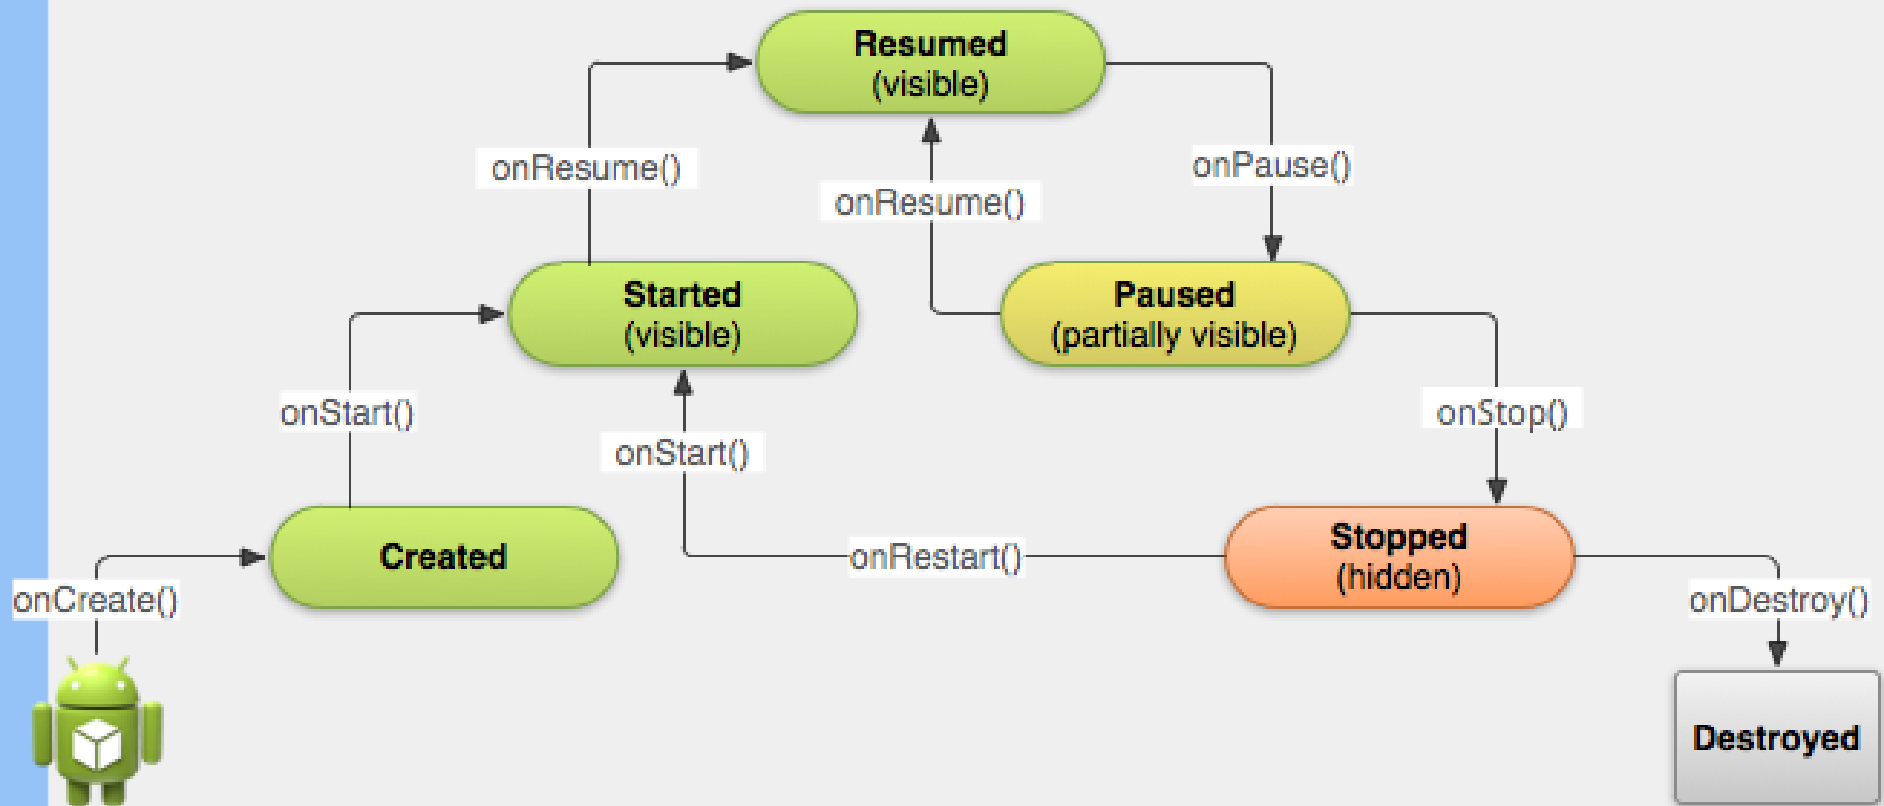 Resumed
(visible)
onResume()
onResume()
onPause()
Started
(visible)
Paused
(partially visible)
onStart()
onStart()
onStop()
Created
onRestart()
Stopped
(hidden)
onCreate()
onDestroy()
Destroyed